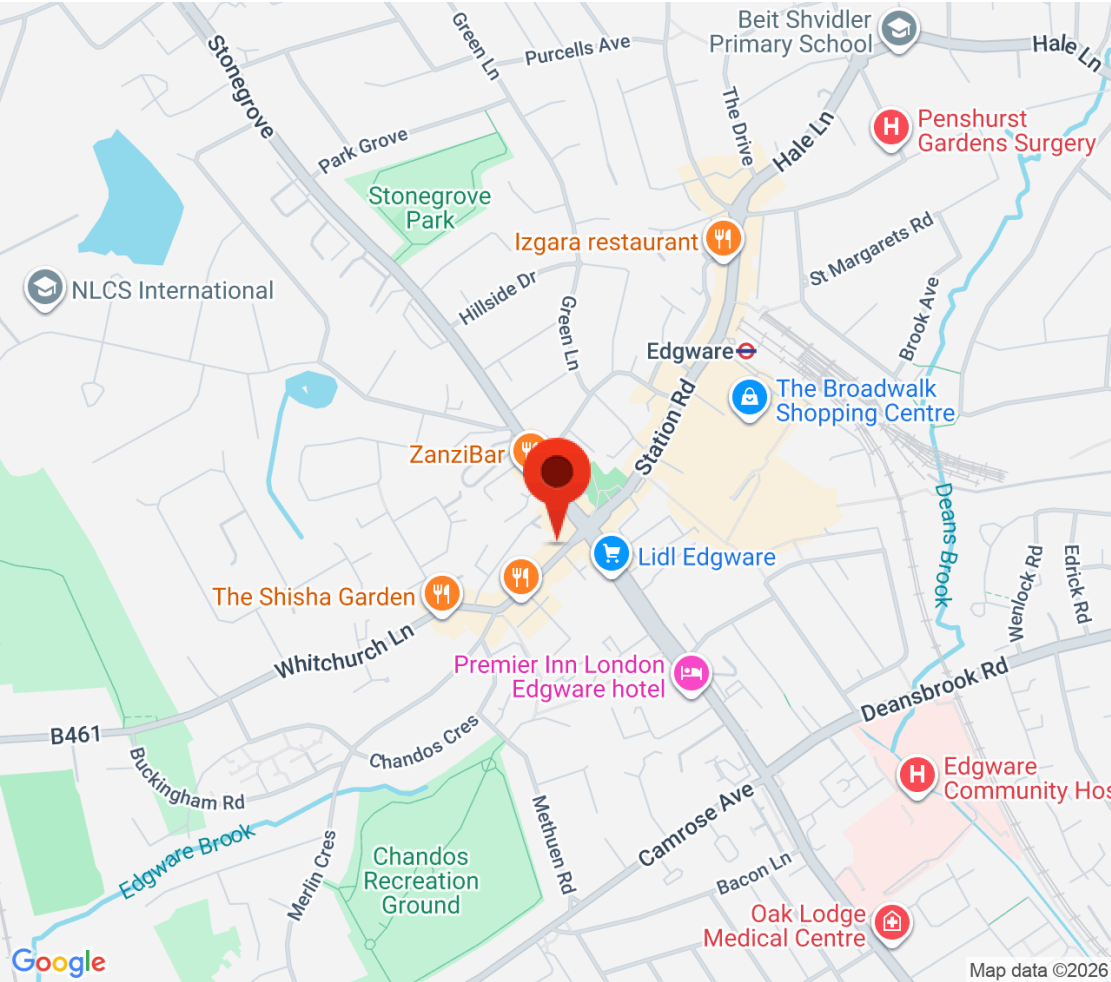 Beit Shvidler
Primary School
Hale Ln
Green Ln
Purcells Ave
Stonegrove
The Drive
Hale Ln
Penshurst
Gardens Surgery
Park Grove
Stonegrove
Park
Izgara restaurant
St Margarets Rd
NLCS International
Hillside Dr
Green Ln
Brook Ave
Edgware
The Broadwalk
Shopping Centre
Station Rd
ZanziBar
Deans Brook
Lidl Edgware
Wenlock Rd
Edrick Rd
The Shisha Garden
Whitchurch Ln
Premier Inn London
Edgware hotel
Deansbrook Rd
B461
Chandos Cres
Buckingham Rd
Edgware
Community Hos
Edgware Brook
Merlin Cres
Methuen Rd
Camrose Ave
Chandos
Recreation
Ground
Bacon Ln
Oak Lodge
Medical Centre
Google
Map data ©2026